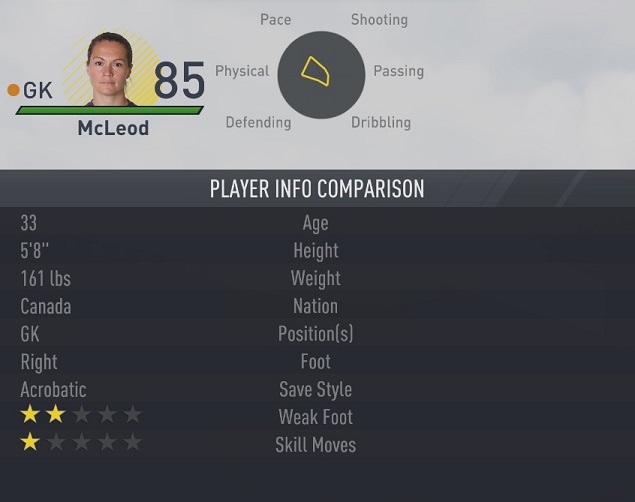 Pace Shooting
GK 85 Physical Passing
McLeod Defending Dribbling
PLAYER INFO COMPARISON
33 Age
5'8" Height
161 lbs Weight
Canada Nation
GK Position(s)
Right Foot
Acrobatic Save Style
Weak Foot
Skill Moves